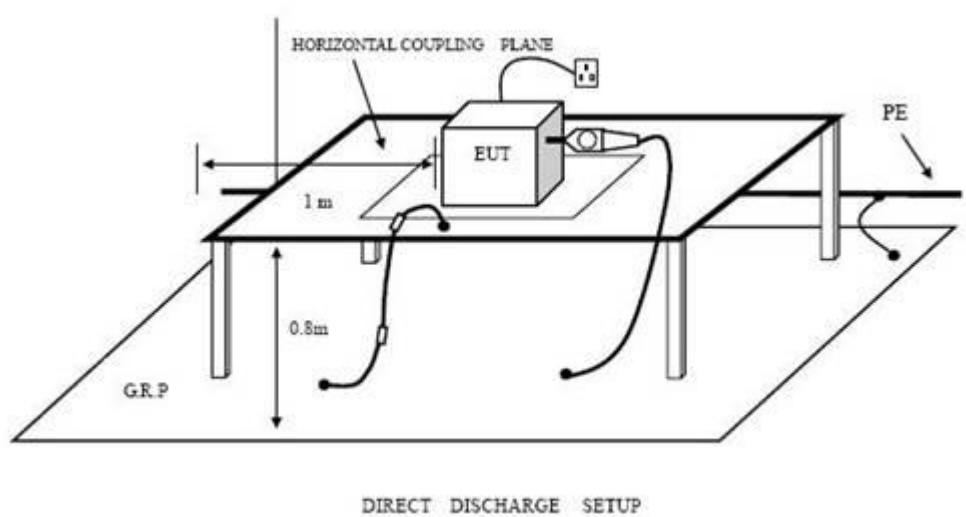 HORIZONTAL COUPLING PLANE
PE
EUT
1 m
0.8m
G.R.P
DIRECT DISCHARGE SETUP